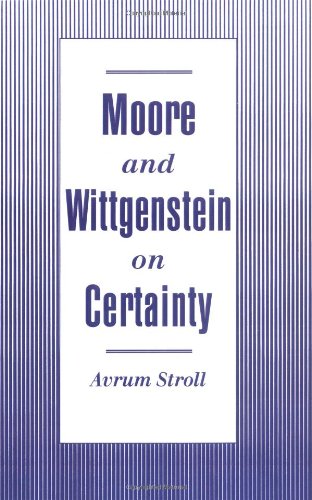 Moore
and
Wittgenstein
on
Certainty
Avrum Stroll